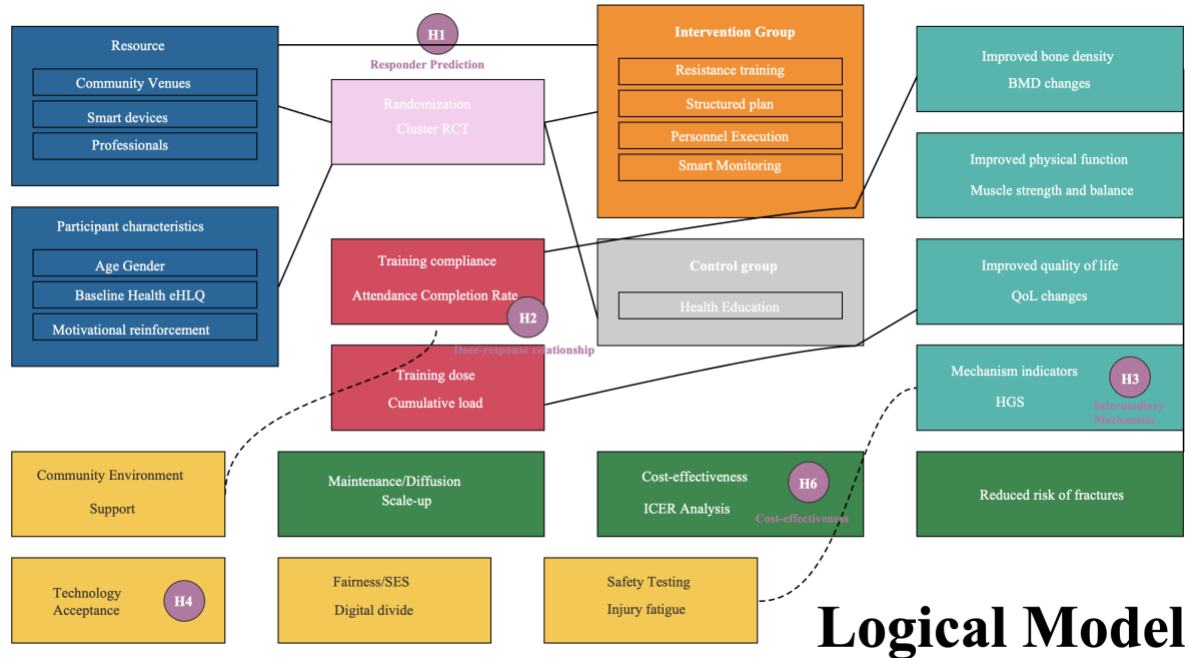 Resource
Community Venues
Smart devices
Professionals
Participant characteristics
Age Gender
Baseline Health eHLQ
Motivational reinforcement
H1
Responder Prediction
Randomization
Cluster RCT
Intervention Group
Resistance training
Structured plan
Personnel Execution
Smart Monitoring
Training compliance
Attendance Completion Rate
H2
Dose-response relationship
Training dose
Cumulative load
Control group
Health Education
Improved bone density
BMD changes
Improved physical function
Muscle strength and balance
Improved quality of life
QoL changes
Mechanism indicators
HGS
H3
Intermediary
Mechanism
Community Environment
Support
Maintenance/Diffusion
Scale-up
Cost-effectiveness
ICER Analysis
H6
Cost-effectiveness
Reduced risk of fractures
Technology
Acceptance
H4
Fairness/SES
Digital divide
Safety Testing
Injury fatigue
Logical Model